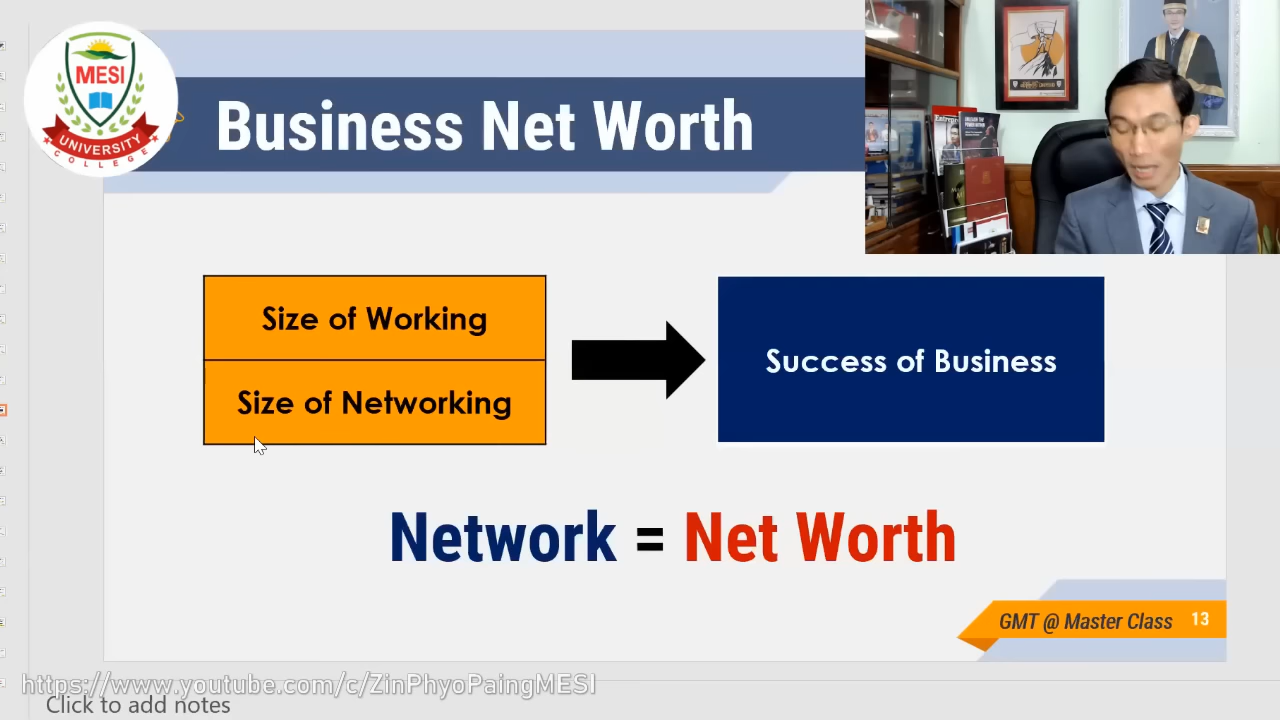 MESI
UNIVERSITY
COLLEGE
Business Net Worth
Size of Working
Size of Networking
Success of Business
Network = Net Worth
GMT @ Master Class 13
https://www.youtube.com/c/ZinPhyoPaingMESI
Click to add notes